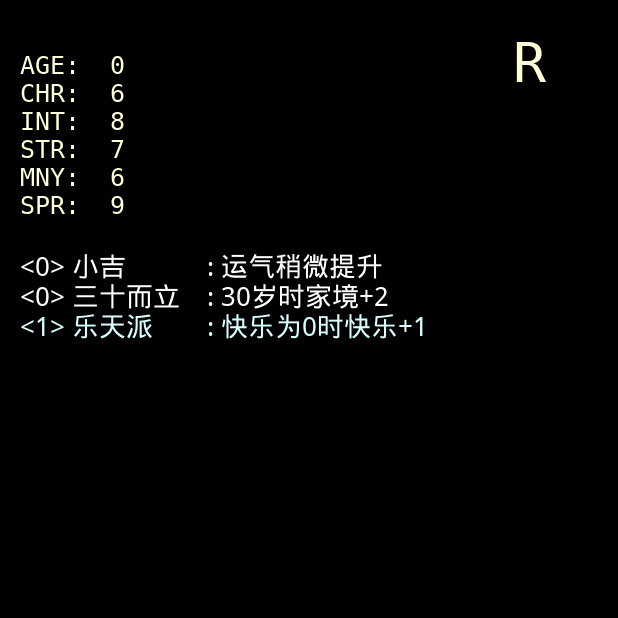 R
AGE: 0
CHR: 6
INT: 8
STR: 7
MNY: 6
SPR: 9
<0> 小吉 : 运气稍微提升
<0> 三十而立 : 30岁时家境+2
<1> 乐天派 : 快乐为0时快乐+1